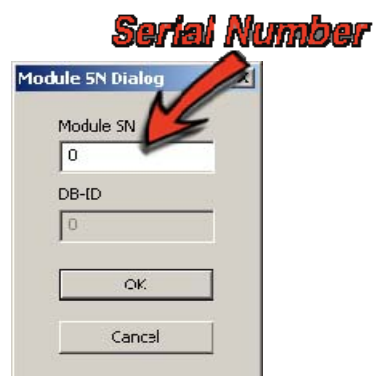 Serial Number
Module SN Dialog
Module SN
0
DB-ID
0
OK
Cancel